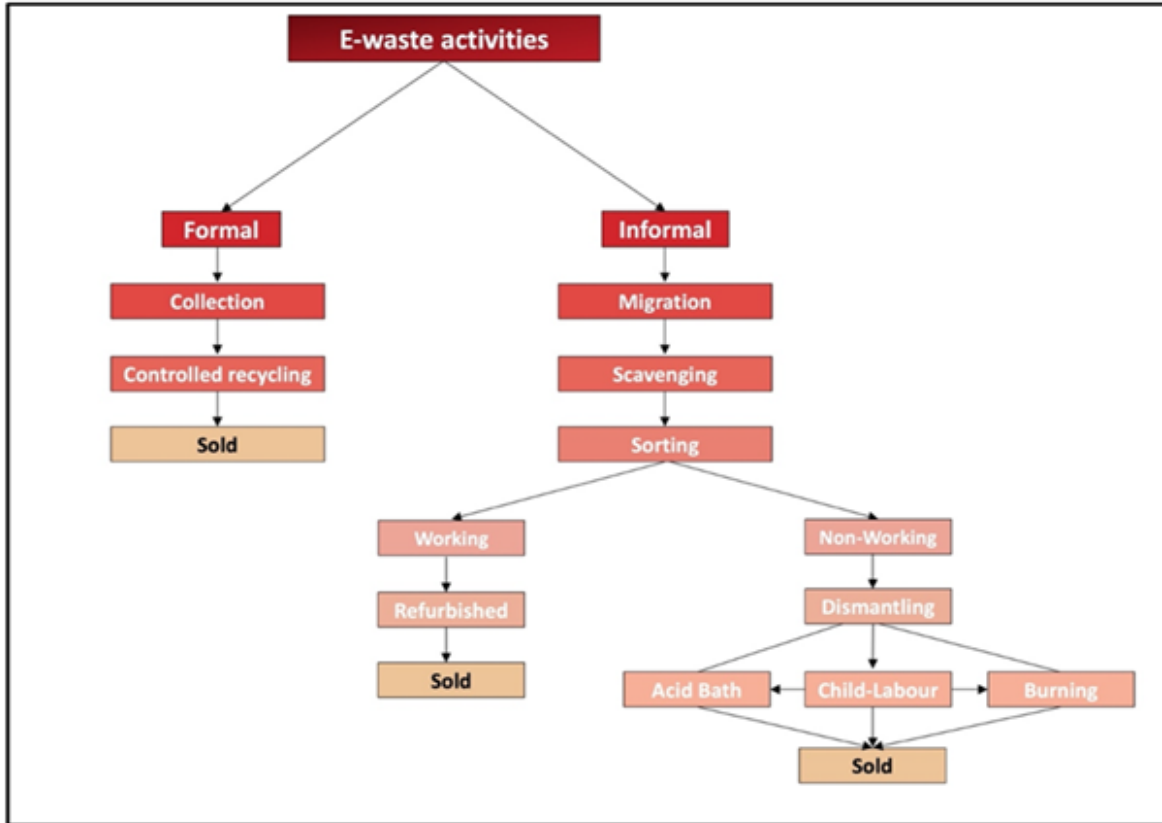 E-waste activities
Formal
Informal
Collection
Migration
Controlled recycling
Scavenging
Sold
Sorting
Working
Non-Working
Refurbished
Dismantling
Sold
Acid Bath
Child-Labour
Burning
Sold